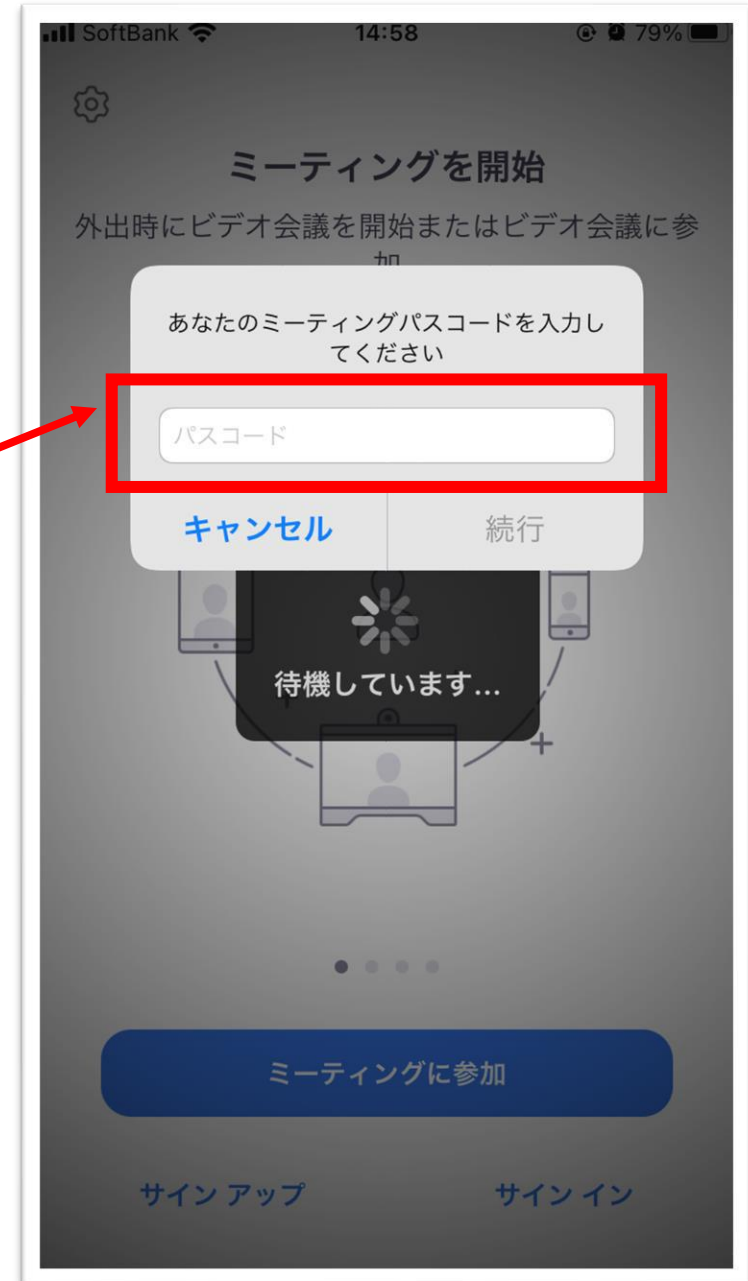 SoftBank 14:58 79%
ミーティングを開始
外出時にビデオ会議を開始またはビデオ会議に参
加
あなたのミーティングパスコードを入力し
てください
パスコード
キャンセル 続行
待機しています...
ミーティングに参加
サイン アップ サイン イン